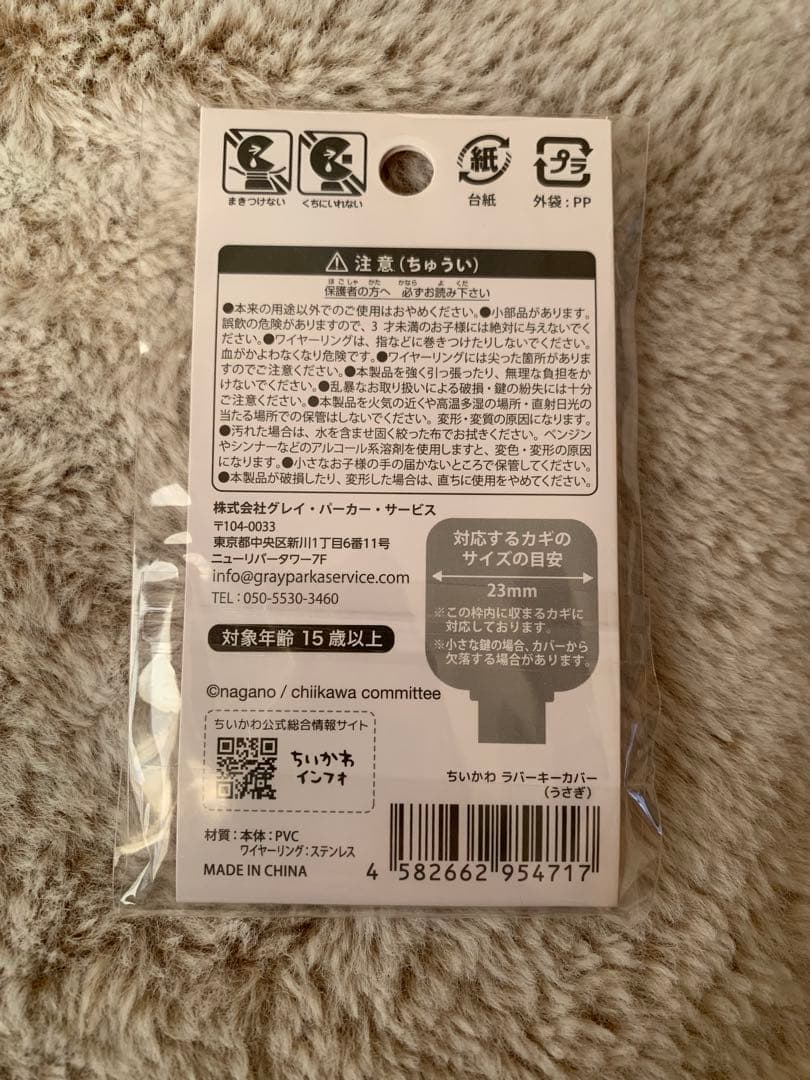 まきつけない
くちにいれない
紙
台紙
プラ
外袋：PP
注意(ちゅうい)
ほごしゃ かた かなら よ くだ
保護者の方へ 必ずお読み下さい
●本来の用途以外でのご使用はおやめください。●小部品があります。
誤飲の危険がありますので、3 才未満のお子様には絶対に与えないでく
ださい。●ワイヤーリングは、指などに巻きつけたりしないでください。
血がかよわなくなり危険です。●ワイヤーリングには尖った箇所がありま
すのでご注意ください。●本製品を強く引っ張ったり、無理な負担をか
けないでください。●乱暴なお取り扱いによる破損・鍵の紛失には十分
ご注意ください。●本製品を火気の近くや高温多湿の場所・直射日光の
当たる場所での保管はしないでください。変形・変質の原因になります。
●汚れた場合は、水を含ませ固く絞った布でお拭きください。ベンジン
やシンナーなどのアルコール系溶剤を使用しますと、変色・変形の原因
になります。●小さなお子様の手の届かないところで保管してください。
●本製品が破損したり、変形した場合は、直ちに使用をやめてください。
株式会社グレイ・パーカー・サービス
〒104-0033
東京都中央区新川1丁目6番11号
ニューリバータワー7F
info@grayparkaservice.com
TEL：050-5530-3460
対象年齢 15歳以上
対応するカギの
サイズの目安
23mm
※この枠内に収まるカギに
対応しております。
※小さな鍵の場合、カバーから
欠落する場合があります。
©nagano / chiikawa committee
ちいかわ公式総合情報サイト
ちいかわ
インフォ
ちいかわ ラバーキーカバー
（うさぎ）
材質：本体：PVC
ワイヤーリング：ステンレス
MADE IN CHINA
4 582662 954717